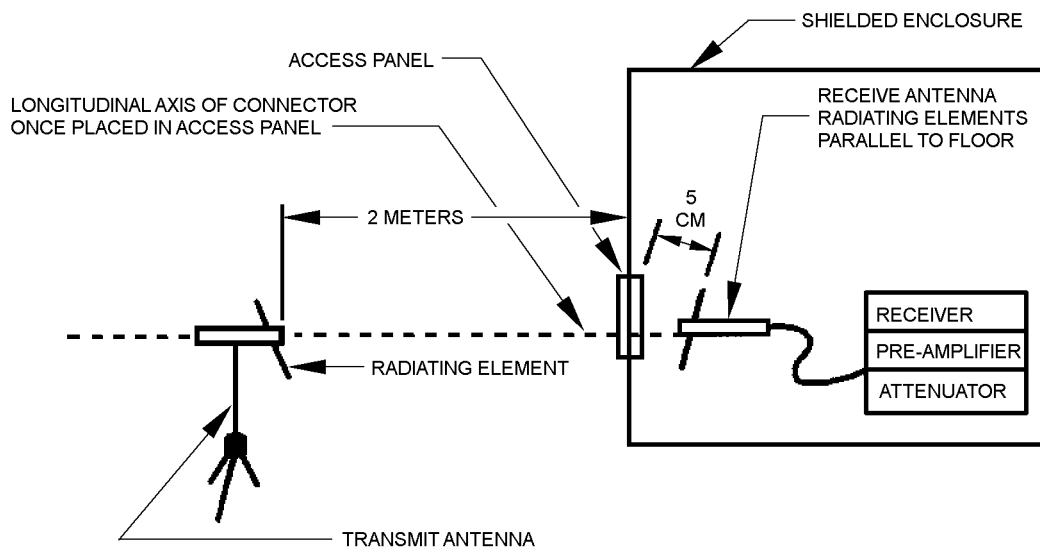 SHIELDED ENCLOSURE
ACCESS PANEL
LONGITUDINAL AXIS OF CONNECTOR
ONCE PLACED IN ACCESS PANEL
RECEIVE ANTENNA
RADIATING ELEMENTS
PARALLEL TO FLOOR
5
CM
2 METERS
RECEIVER
PRE-AMPLIFIER
ATTENUATOR
RADIATING ELEMENT
TRANSMIT ANTENNA